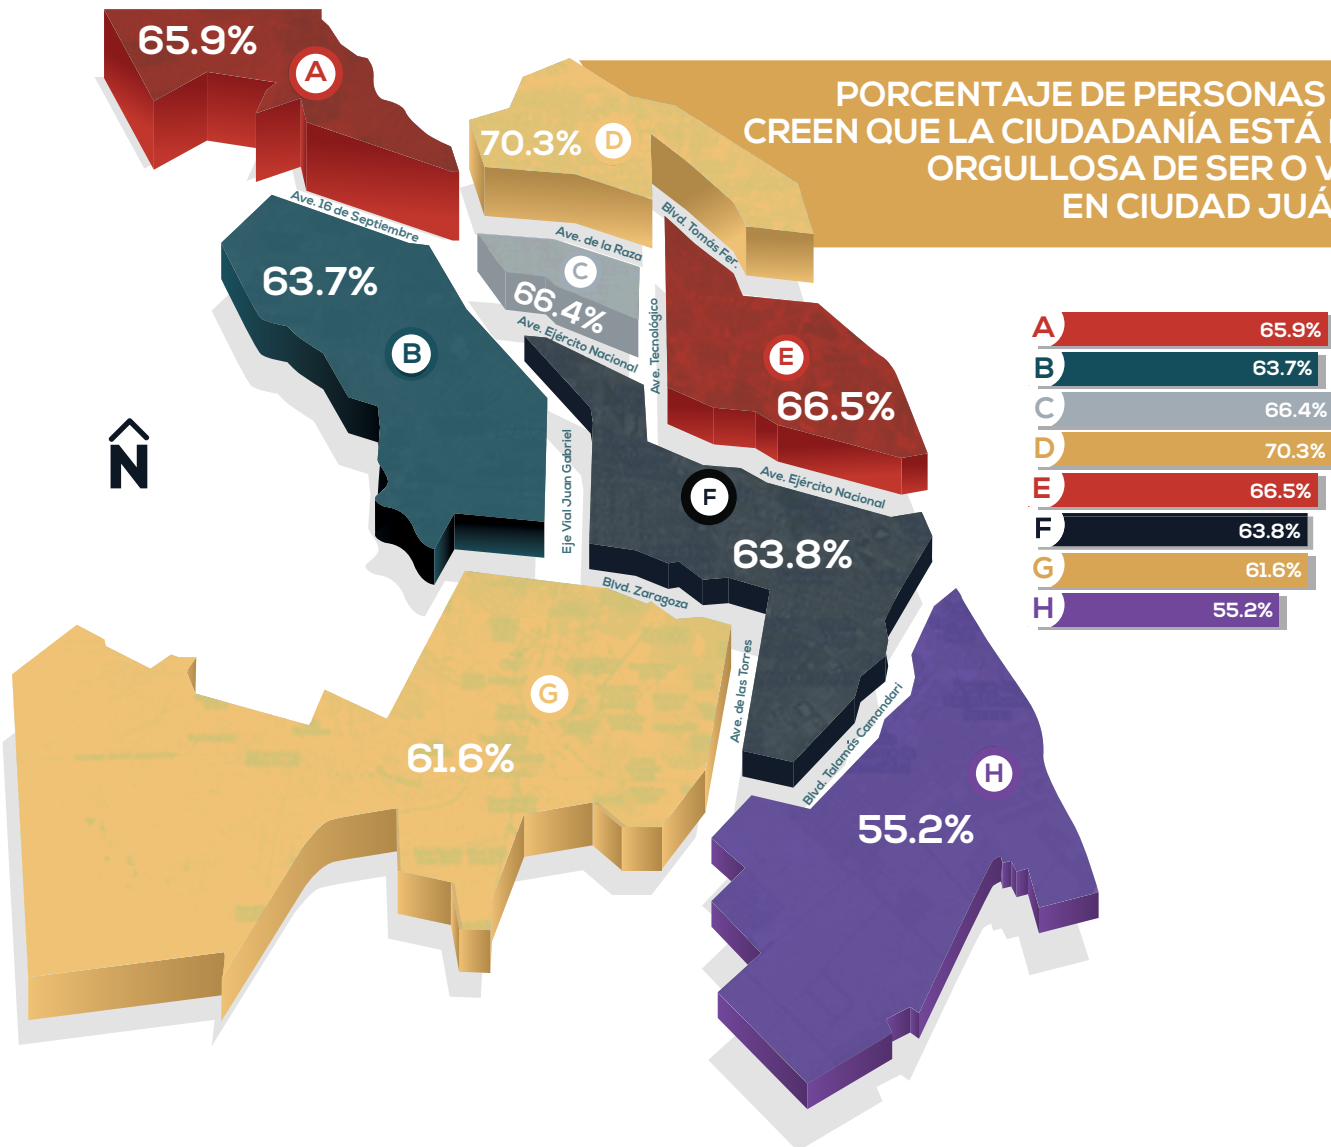 65.9%
A
PORCENTAJE DE PERSONAS
CREEN QUE LA CIUDADANÍA ESTÁ
ORGULLOSA DE SER O
EN CIUDAD
70.3% D
Ave. 16 de Septiembre
Blvd. Tomás Fer.
Ave. de la Raza
63.7%
B
C
66.4%
Ave. Ejército Nacional
Ave. Tecnológico
E
66.5%
A 65.9%
B 63.7%
C 66.4%
D 70.3%
E 66.5%
F 63.8%
G 61.6%
H 55.2%
N
Eje Vial Juan Gabriel
Ave. Ejército Nacional
F
63.8%
Blvd. Zaragoza
G
61.6%
Ave. de las Torres
Blvd. Talamás Camandari
H
55.2%